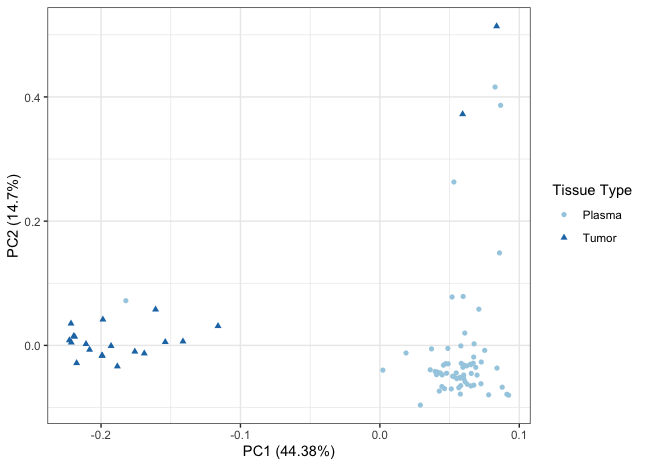 0.4
0.2
0.0
-0.2
-0.1
0.0
0.1
PC1 (44.38%)
PC2 (14.7%)
Tissue Type
Plasma
Tumor